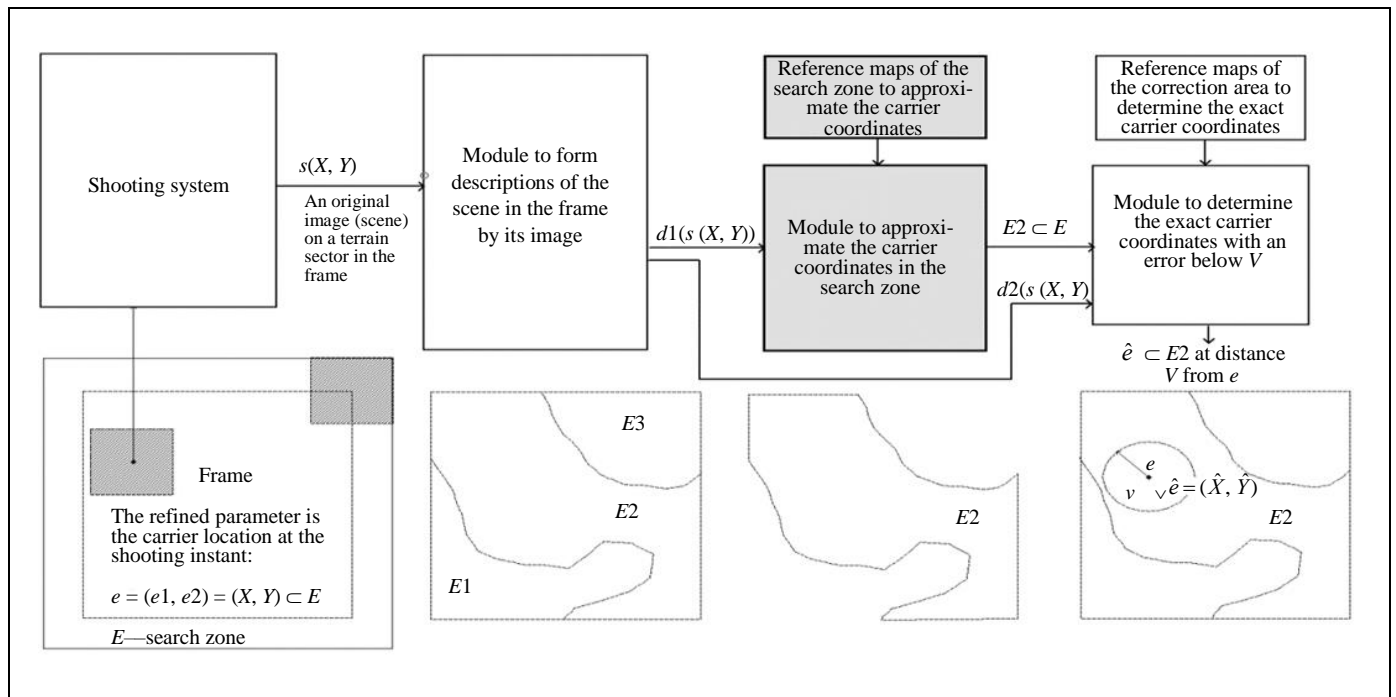 Shooting system
s(X, Y)
An original
image (scene)
on a terrain
sector in the
frame
Module to form
descriptions of the
scene in the frame
by its image
d1(s (X, Y))
Reference maps of the
search zone to approxi-
mate the carrier
coordinates
Module to approxi-
mate the carrier
coordinates in the
search zone
E2 ⊂ E
d2(s (X, Y)
Reference maps of
the correction area to
determine the exact
carrier coordinates
Module to determine
the exact carrier
coordinates with an
error below V
ê ⊂ E2 at distance
V from e
Frame
The refined parameter is
the carrier location at the
shooting instant:
e = (e1, e2) = (X, Y) ⊂ E
E—search zone
E3
E2
E1
E2
e
v
ê = (X̂, Ŷ)
E2